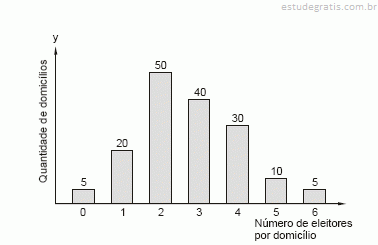 estudegratis.com.br
y
Quantidade de domicílios
5
20
50
40
30
10
5
0 1 2 3 4 5 6
Número de eleitores
por domicílio